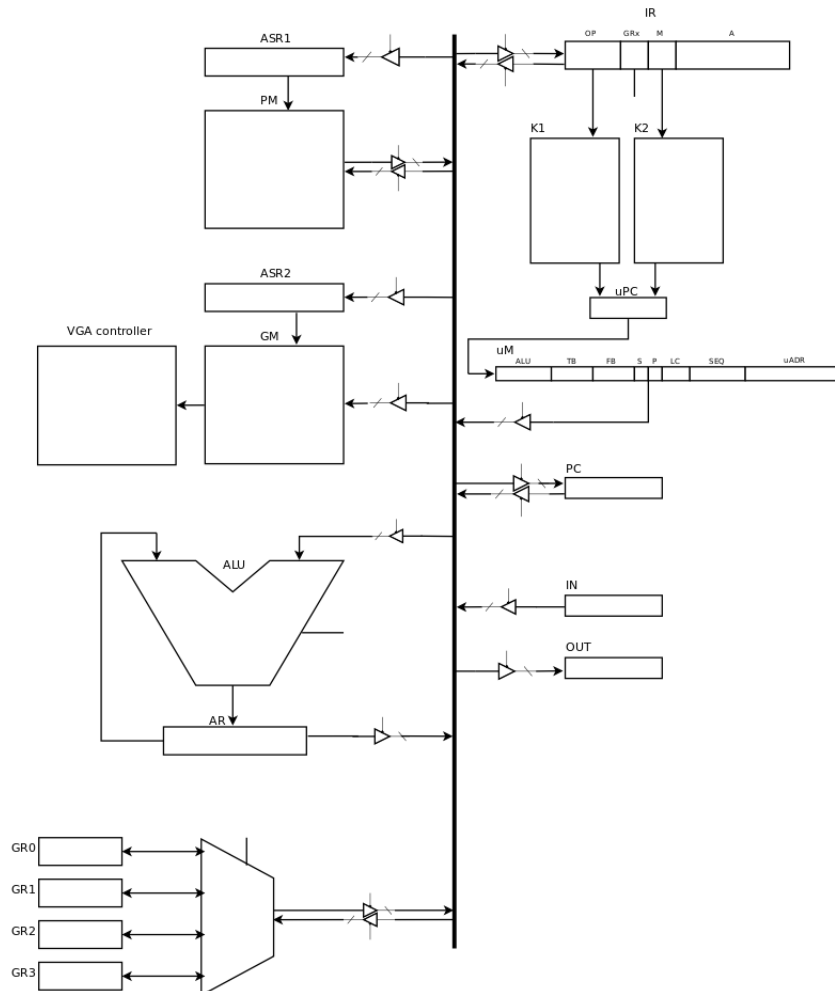 IR
ASR1
OP GRx M A
PM
K1 K2
ASR2
uPC
VGA controller
GM
uM
ALU TB FB S P LC SEQ uADR
PC
ALU
IN
OUT
AR
GR0
GR1
GR2
GR3